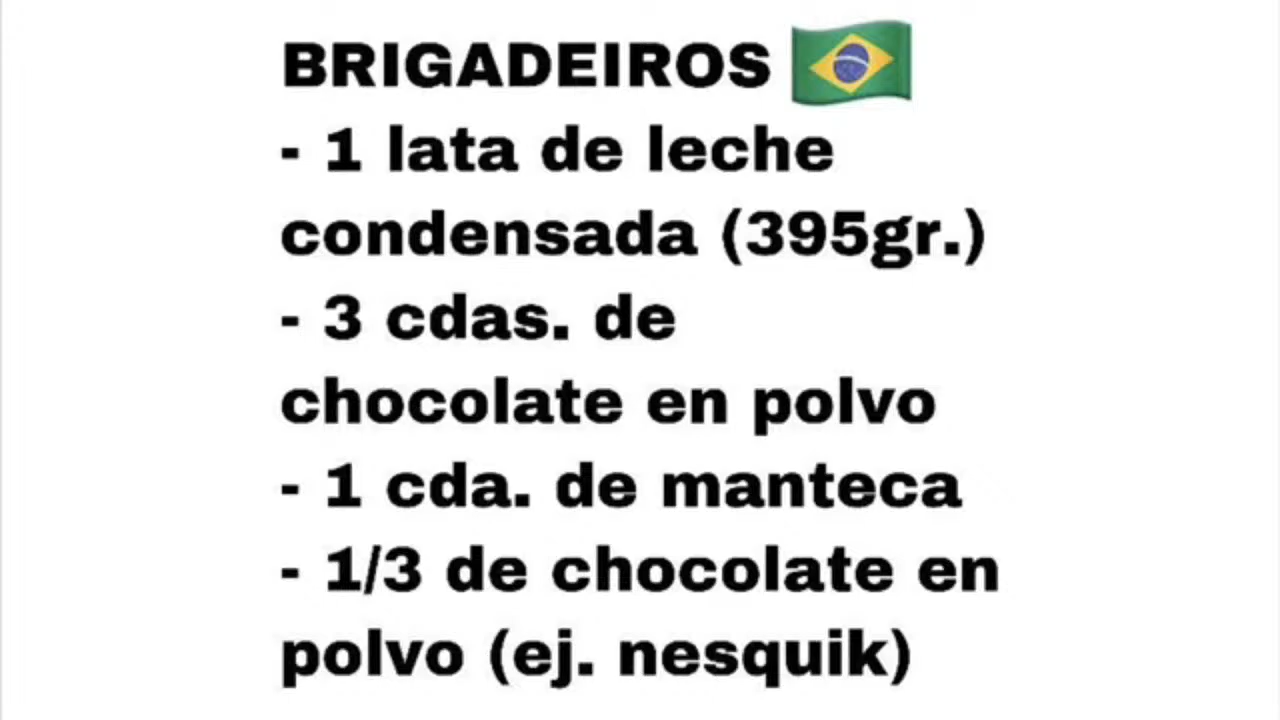 BRIGADEIROS 🇧🇷
- 1 lata de leche
condensada (395gr.)
- 3 cdas. de
chocolate en polvo
- 1 cda. de manteca
- 1/3 de chocolate en
polvo (ej. nesquik)